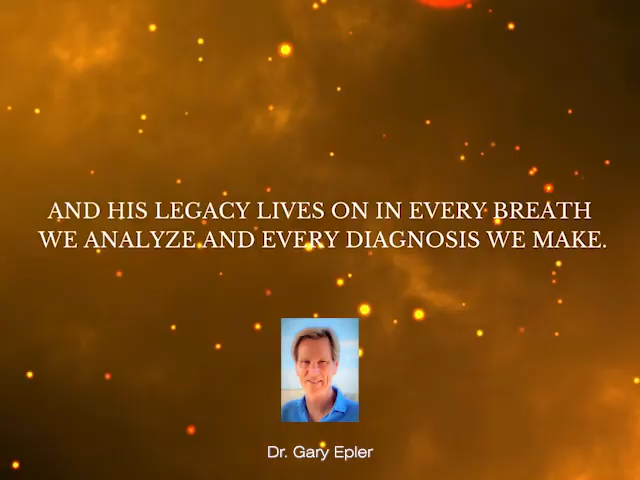 AND HIS LEGACY LIVES ON IN EVERY BREATH
WE ANALYZE AND EVERY DIAGNOSIS WE MAKE.
Dr. Gary Epler